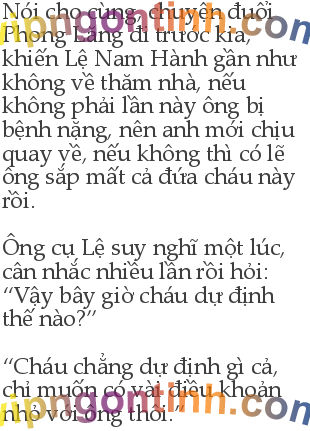 Nói cho cùng, chuyện đuổi
Phong Lăng đi trước kia,
khiến Lệ Nam Hành gần như
không về thăm nhà, nếu
không phải lần này ông bị
bệnh nặng, nên anh mới chịu
quay về, nếu không thì có lẽ
ông sắp mất cả đứa cháu này
rồi.
Ông cụ Lệ suy nghĩ một lúc,
cân nhắc nhiều lần rồi hỏi:
“Vậy bây giờ cháu dự định
thế nào?”
“Cháu chẳng dự định gì cả,
chỉ muốn có vài điều khoản
nhỏ với ông thôi.”